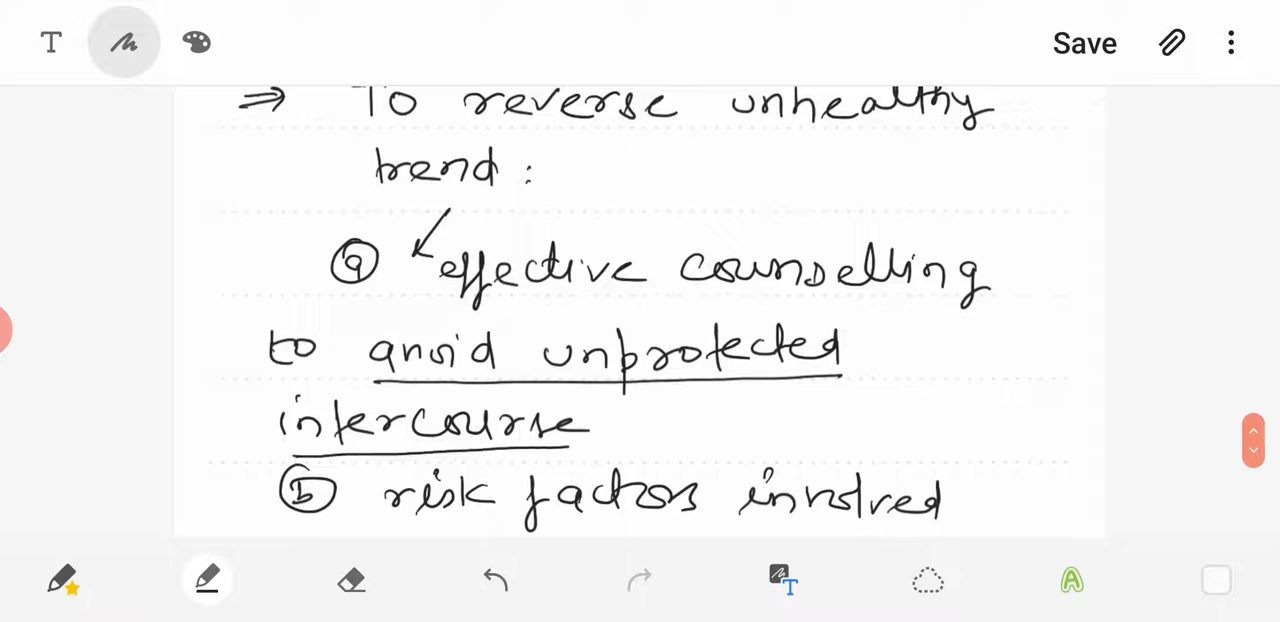 T Save
⇒ To reverse unhealthy
trend :
ⓐ effective counselling
to avoid unprotected
intercourse
ⓑ risk factors involved
T A